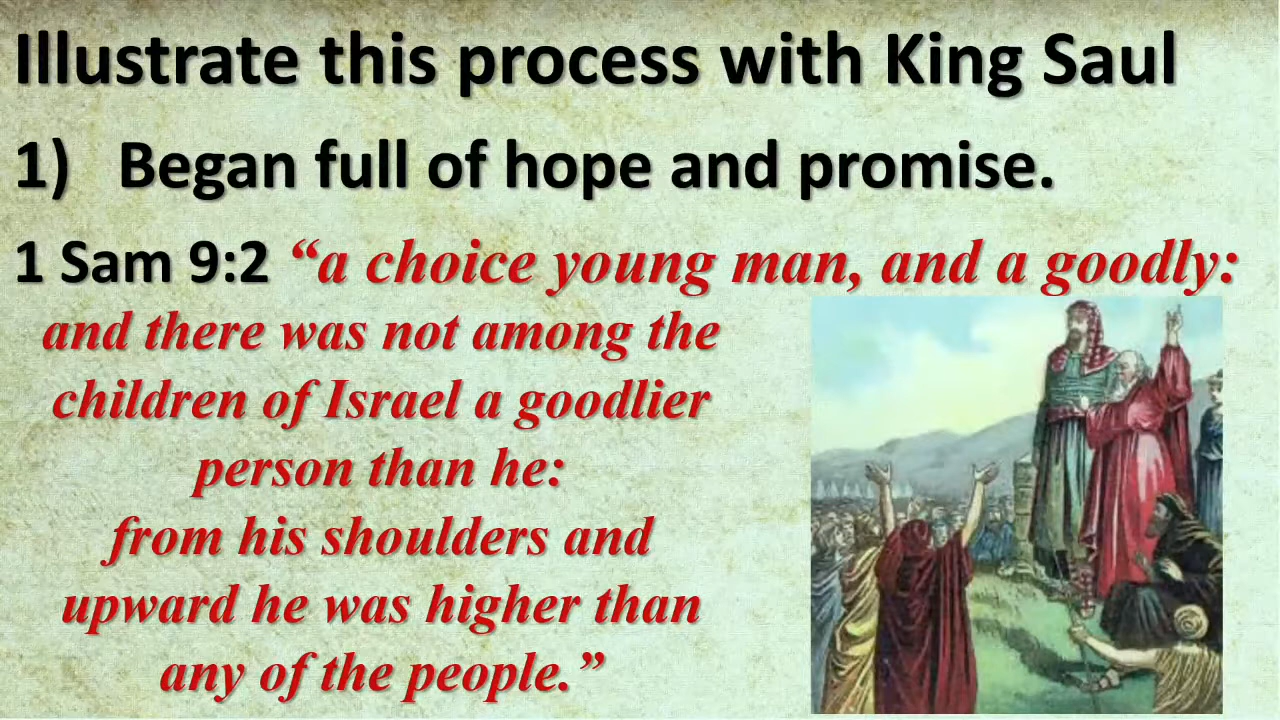 Illustrate this process with King Saul
1) Began full of hope and promise.
1 Sam 9:2 “a choice young man, and a goodly:
and there was not among the
children of Israel a goodlier
person than he:
from his shoulders and
upward he was higher than
any of the people.”